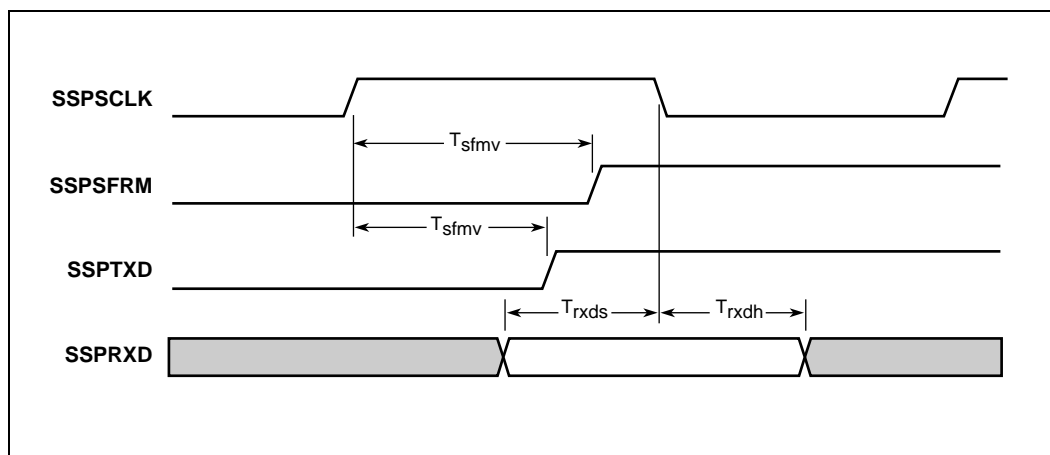 SSPSCLK
Tsfmv
SSPSFRM
Tsfmv
SSPTXD
Trxds
Trxdh
SSPRXD